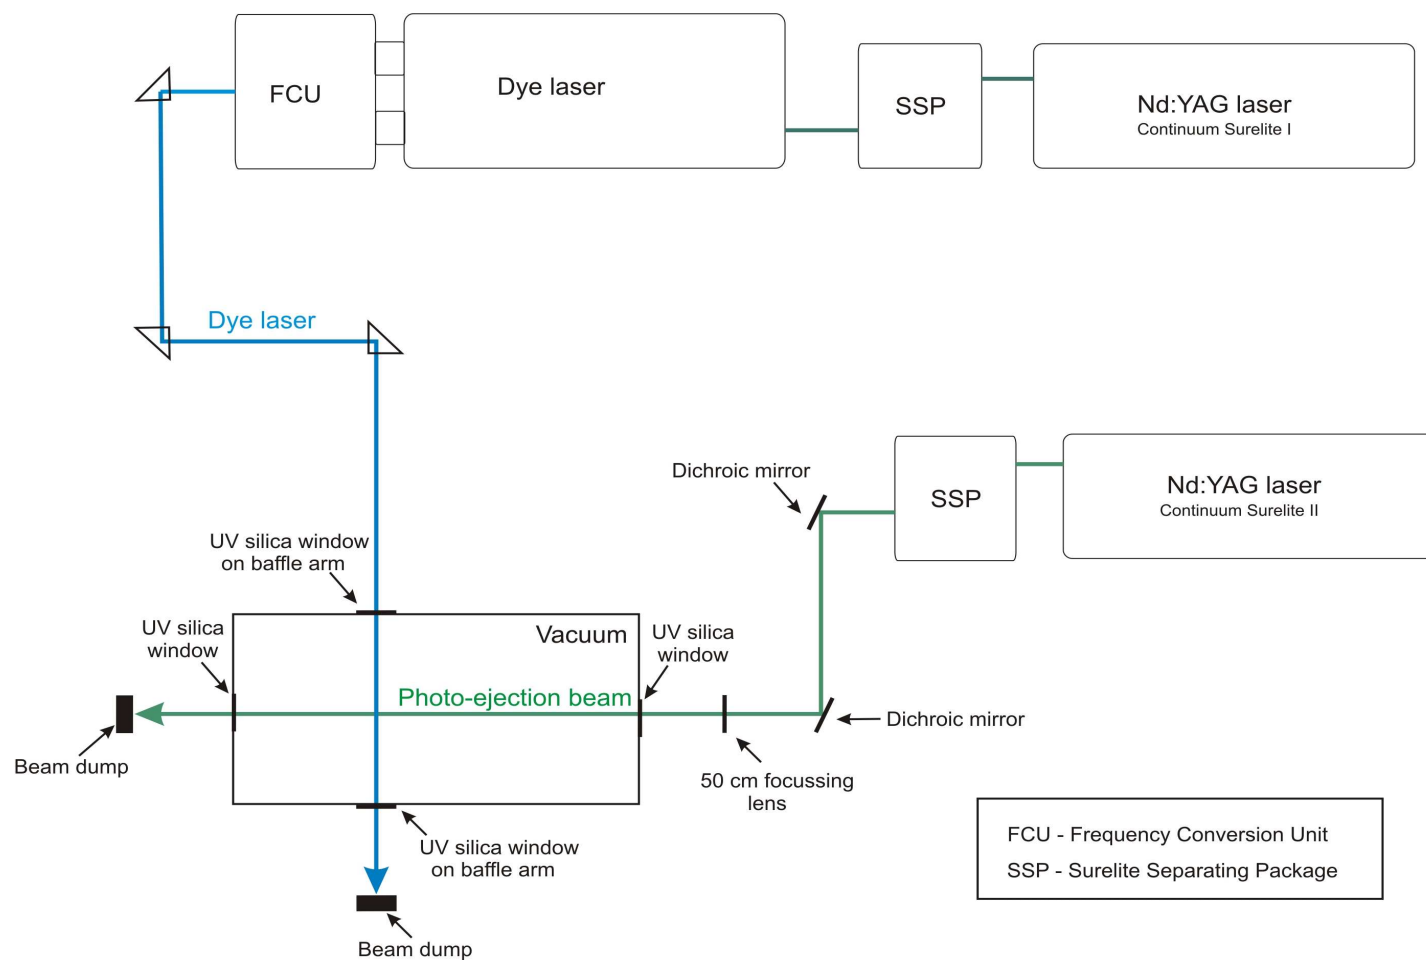 FCU
Dye laser
SSP
Nd:YAG laser
Continuum Surelite I
Dye laser
Dichroic mirror
SSP
Nd:YAG laser
Continuum Surelite II
UV silica window
on baffle arm
UV silica
window
Vacuum
UV silica
window
Photo-ejection beam
Dichroic mirror
Beam dump
50 cm focussing
lens
UV silica window
on baffle arm
Beam dump
FCU - Frequency Conversion Unit
SSP - Surelite Separating Package